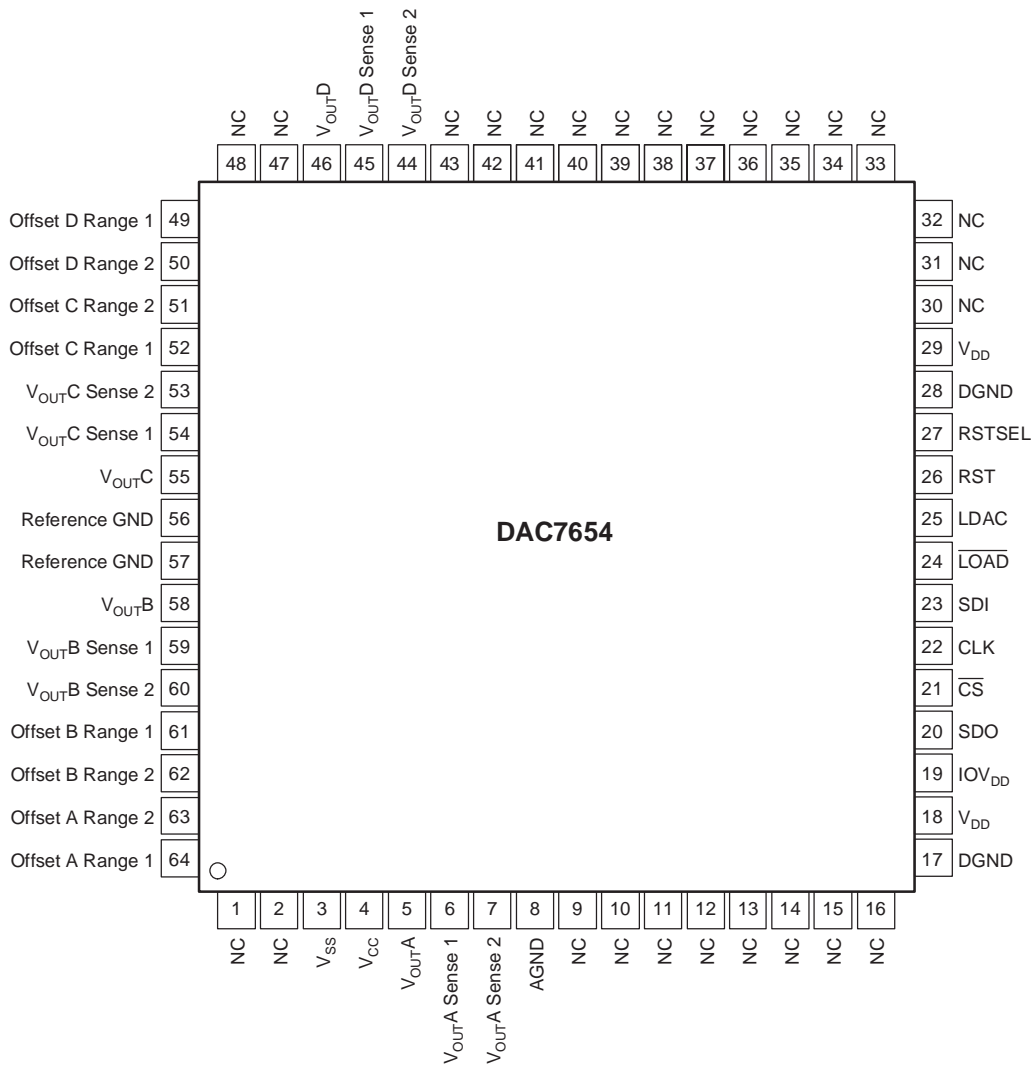 NC
NC
VOUTD
VOUTD Sense 1
VOUTD Sense 2
NC
NC
NC
NC
NC
NC
NC
NC
NC
NC
NC
48 47 46 45 44 43 42 41 40 39 38 37 36 35 34 33
Offset D Range 1 49
Offset D Range 2 50
Offset C Range 2 51
Offset C Range 1 52
VOUTC Sense 2 53
VOUTC Sense 1 54
VOUTC 55
Reference GND 56
Reference GND 57
VOUTB 58
VOUTB Sense 1 59
VOUTB Sense 2 60
Offset B Range 1 61
Offset B Range 2 62
Offset A Range 2 63
Offset A Range 1 64
DAC7654
32 NC
31 NC
30 NC
29 VDD
28 DGND
27 RSTSEL
26 RST
25 LDAC
24 LOAD
23 SDI
22 CLK
21 CS
20 SDO
19 IOVDD
18 VDD
17 DGND
1 2 3 4 5 6 7 8 9 10 11 12 13 14 15 16
NC
NC
VSS
VCC
VOUTA
VOUTA Sense 1
VOUTA Sense 2
AGND
NC
NC
NC
NC
NC
NC
NC
NC